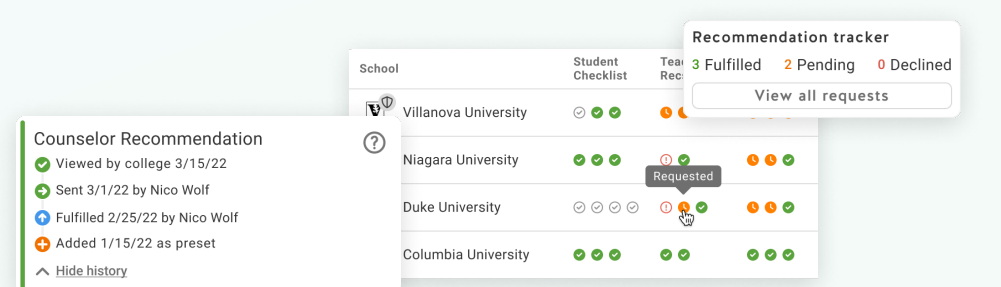 Recommendation tracker
3 Fulfilled 2 Pending 0 Declined
View all requests
School
Student
Checklist
Villanova University
Niagara University
Requested
Duke University
Columbia University
Counselor Recommendation
?
Viewed by college 3/15/22
Sent 3/1/22 by Nico Wolf
Fulfilled 2/25/22 by Nico Wolf
Added 1/15/22 as preset
Hide history